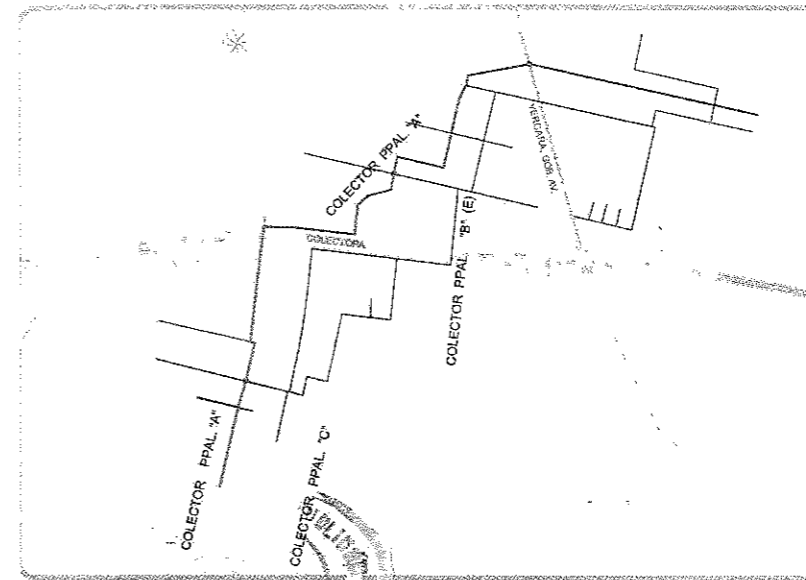 COLECTOR PPAL. "A"
VERGARA, GOB. AV.
COLECTORA
COLECTOR PPAL. "B" (E)
COLECTOR PPAL. "A"
COLECTOR PPAL. "C"